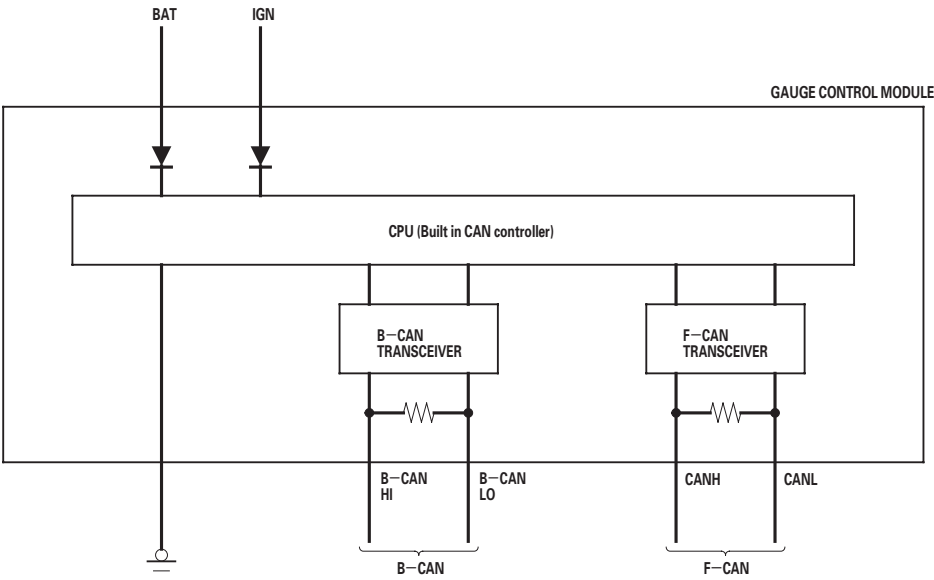 BAT
IGN
GAUGE CONTROL MODULE
CPU (Built in CAN controller)
B－CAN
TRANSCEIVER
F－CAN
TRANSCEIVER
B－CAN
HI
B－CAN
LO
CANH
CANL
B－CAN
F－CAN